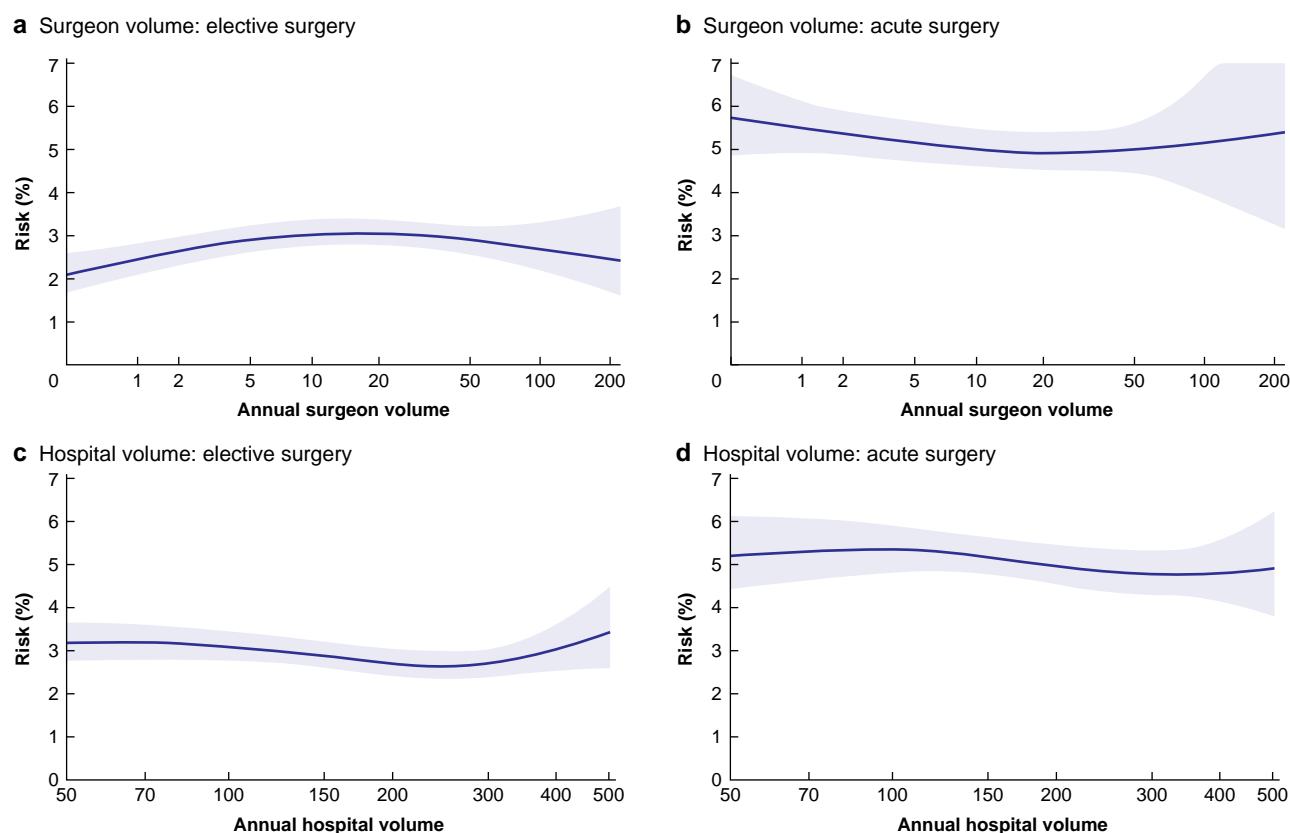 a Surgeon volume: elective surgery
7
6
5
4
3
2
1
0
1 2 5 10 20 50 100 200
Risk (%)
Annual surgeon volume
b Surgeon volume: acute surgery
7
6
5
4
3
2
1
0
1 2 5 10 20 50 100 200
Risk (%)
Annual surgeon volume
c Hospital volume: elective surgery
7
6
5
4
3
2
1
0
50 70 100 150 200 300 400 500
Risk (%)
Annual hospital volume
d Hospital volume: acute surgery
7
6
5
4
3
2
1
0
50 70 100 150 200 300 400 500
Risk (%)
Annual hospital volume